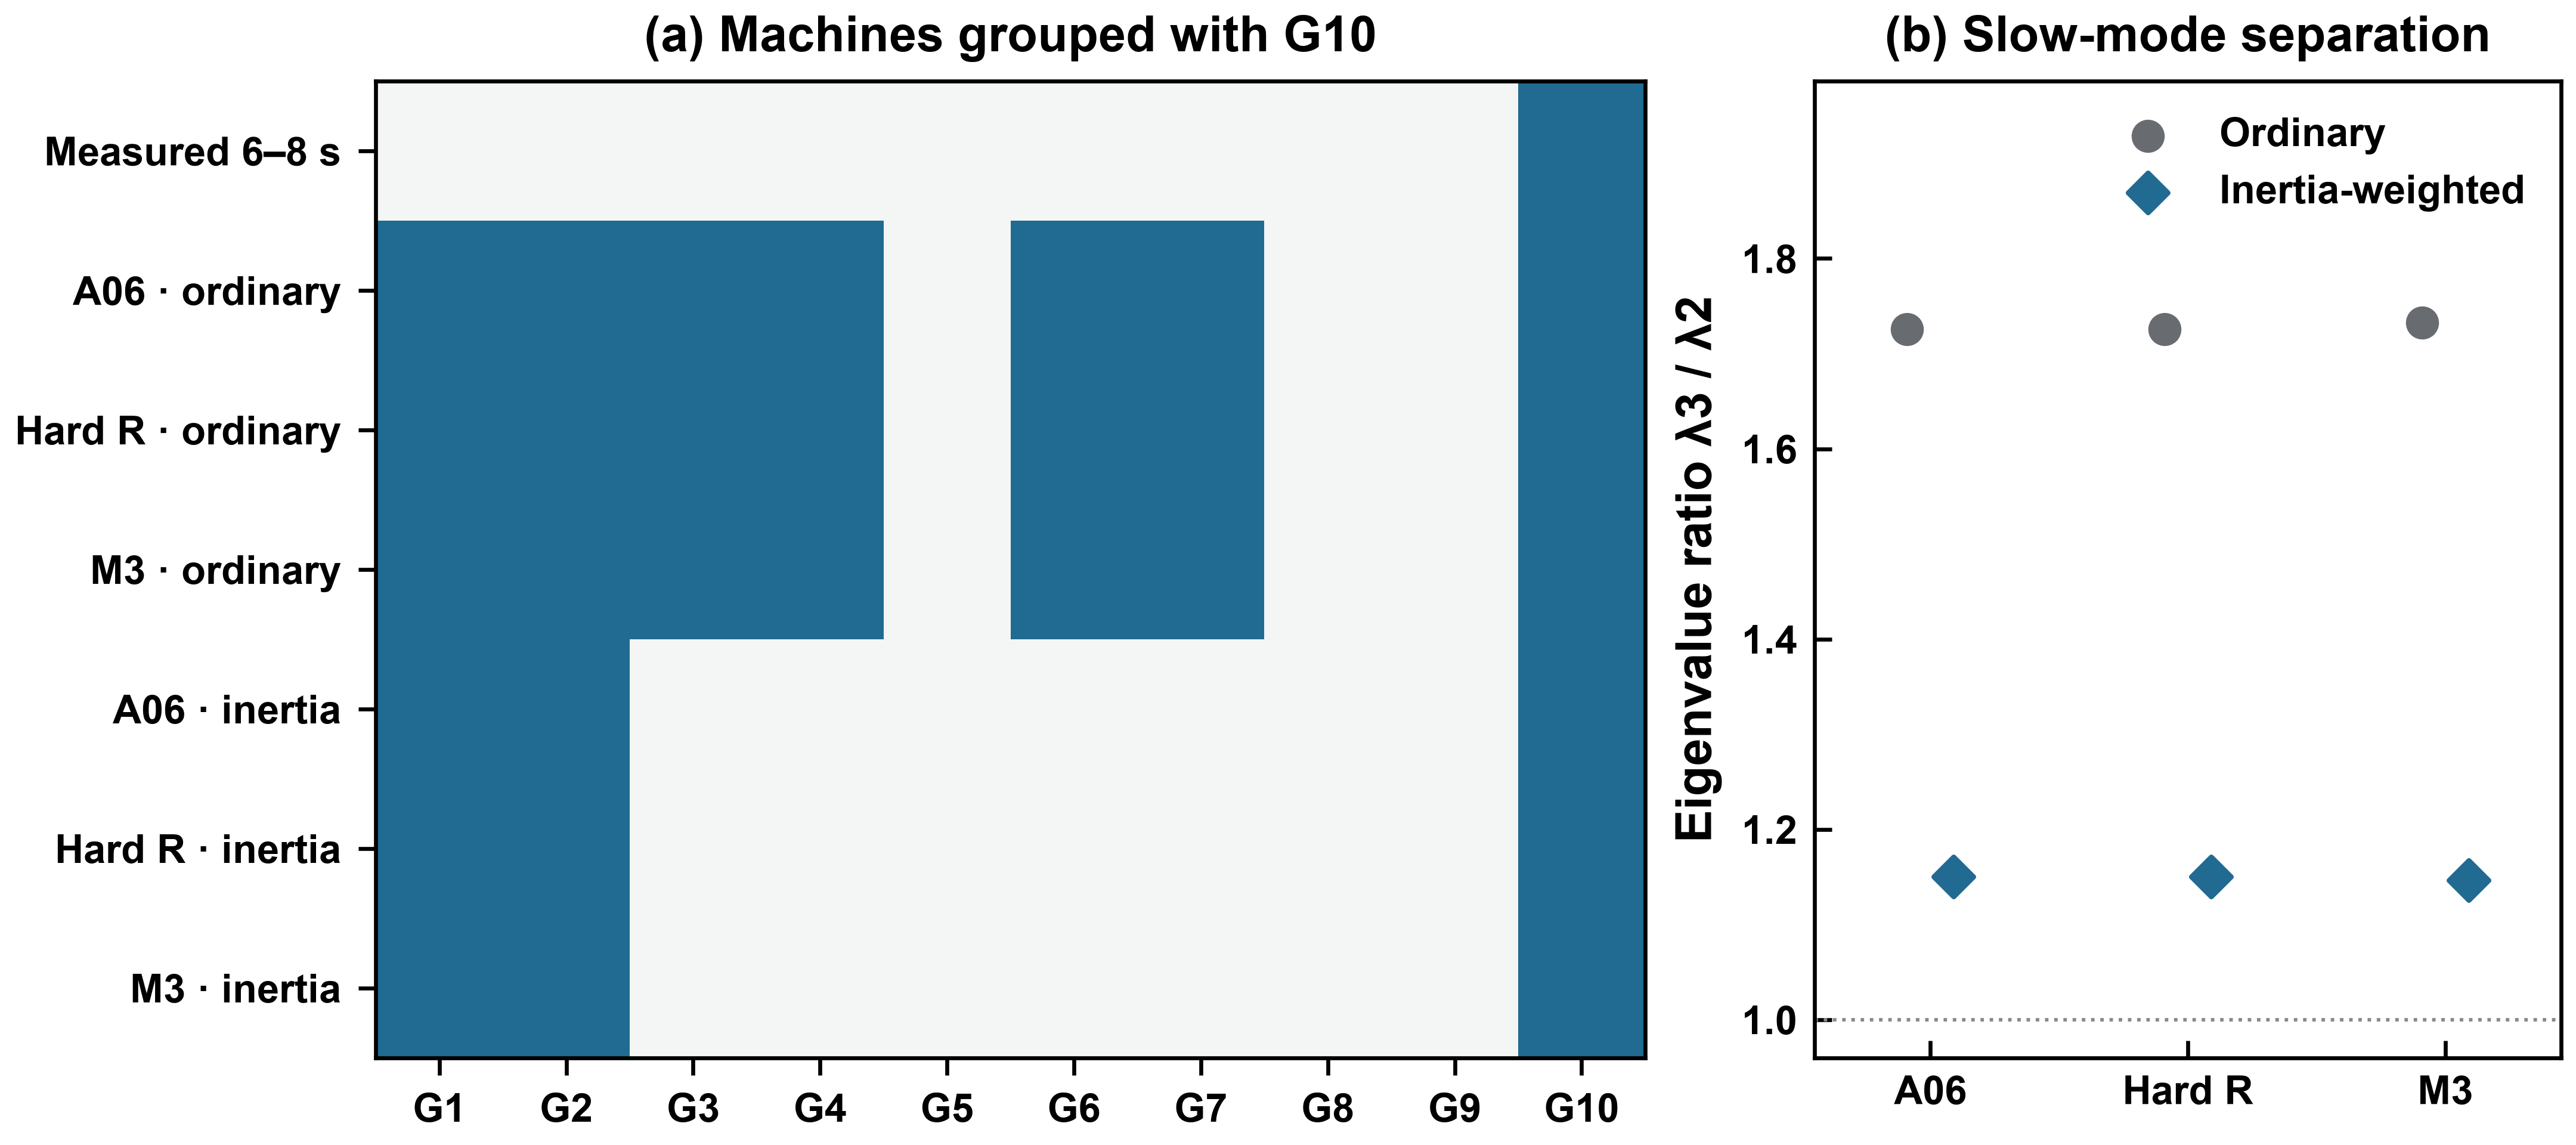 (a) Machines grouped with G10
Measured 6–8 s
A06 · ordinary
Hard R · ordinary
M3 · ordinary
A06 · inertia
Hard R · inertia
M3 · inertia
G1 G2 G3 G4 G5 G6 G7 G8 G9 G10
(b) Slow-mode separation
Ordinary
Inertia-weighted
Eigenvalue ratio λ3 / λ2
1.8
1.6
1.4
1.2
1.0
A06 Hard R M3